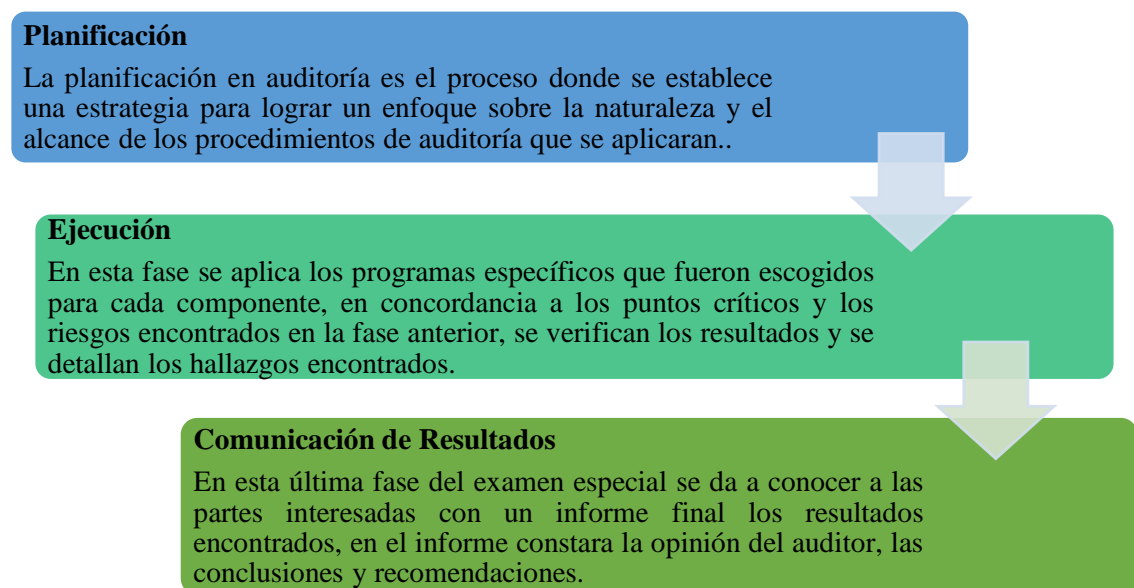 Planificación
La planificación en auditoría es el proceso donde se establece
una estrategia para lograr un enfoque sobre la naturaleza y el
alcance de los procedimientos de auditoría que se aplicaran..
Ejecución
En esta fase se aplica los programas específicos que fueron escogidos
para cada componente, en concordancia a los puntos críticos y los
riesgos encontrados en la fase anterior, se verifican los resultados y se
detallan los hallazgos encontrados.
Comunicación de Resultados
En esta última fase del examen especial se da a conocer a las
partes interesadas con un informe final los resultados
encontrados, en el informe constara la opinión del auditor, las
conclusiones y recomendaciones.